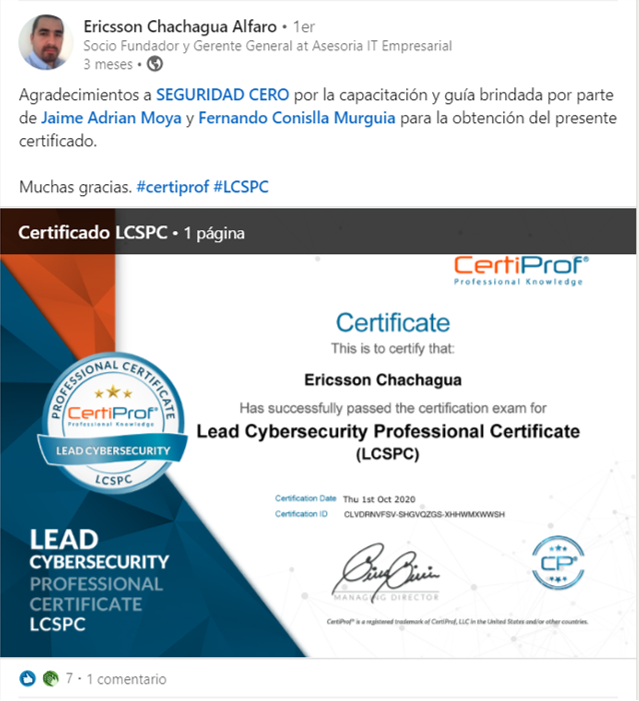 Ericsson Chachagua Alfaro • 1er
Socio Fundador y Gerente General at Asesoria IT Empresarial
3 meses •
Agradecimientos a SEGURIDAD CERO por la capacitación y guía brindada por parte
de Jaime Adrian Moya y Fernando Conislla Murguia para la obtención del presente
certificado.
Muchas gracias. #certiprof #LCSPC
Certificado LCSPC • 1 página
CertiProf®
Professional Knowledge
Certificate
This is to certify that:
Ericsson Chachagua
Has successfully passed the certification exam for
Lead Cybersecurity Professional Certificate
(LCSPC)
Certification Date Thu 1st Oct 2020
Certification ID CLVDRNVFSV-SHGVQZGS-XHHWMXWWSH
PROFESSIONAL CERTIFICATE
CertiProf®
Professional Knowledge
LEAD CYBERSECURITY
LCSPC
LEAD
CYBERSECURITY
PROFESSIONAL
CERTIFICATE
LCSPC
MANAGING DIRECTOR
CP
CertiProf® is a registered trademark of CertiProf, LLC in the United States and/or other countries.
7 · 1 comentario